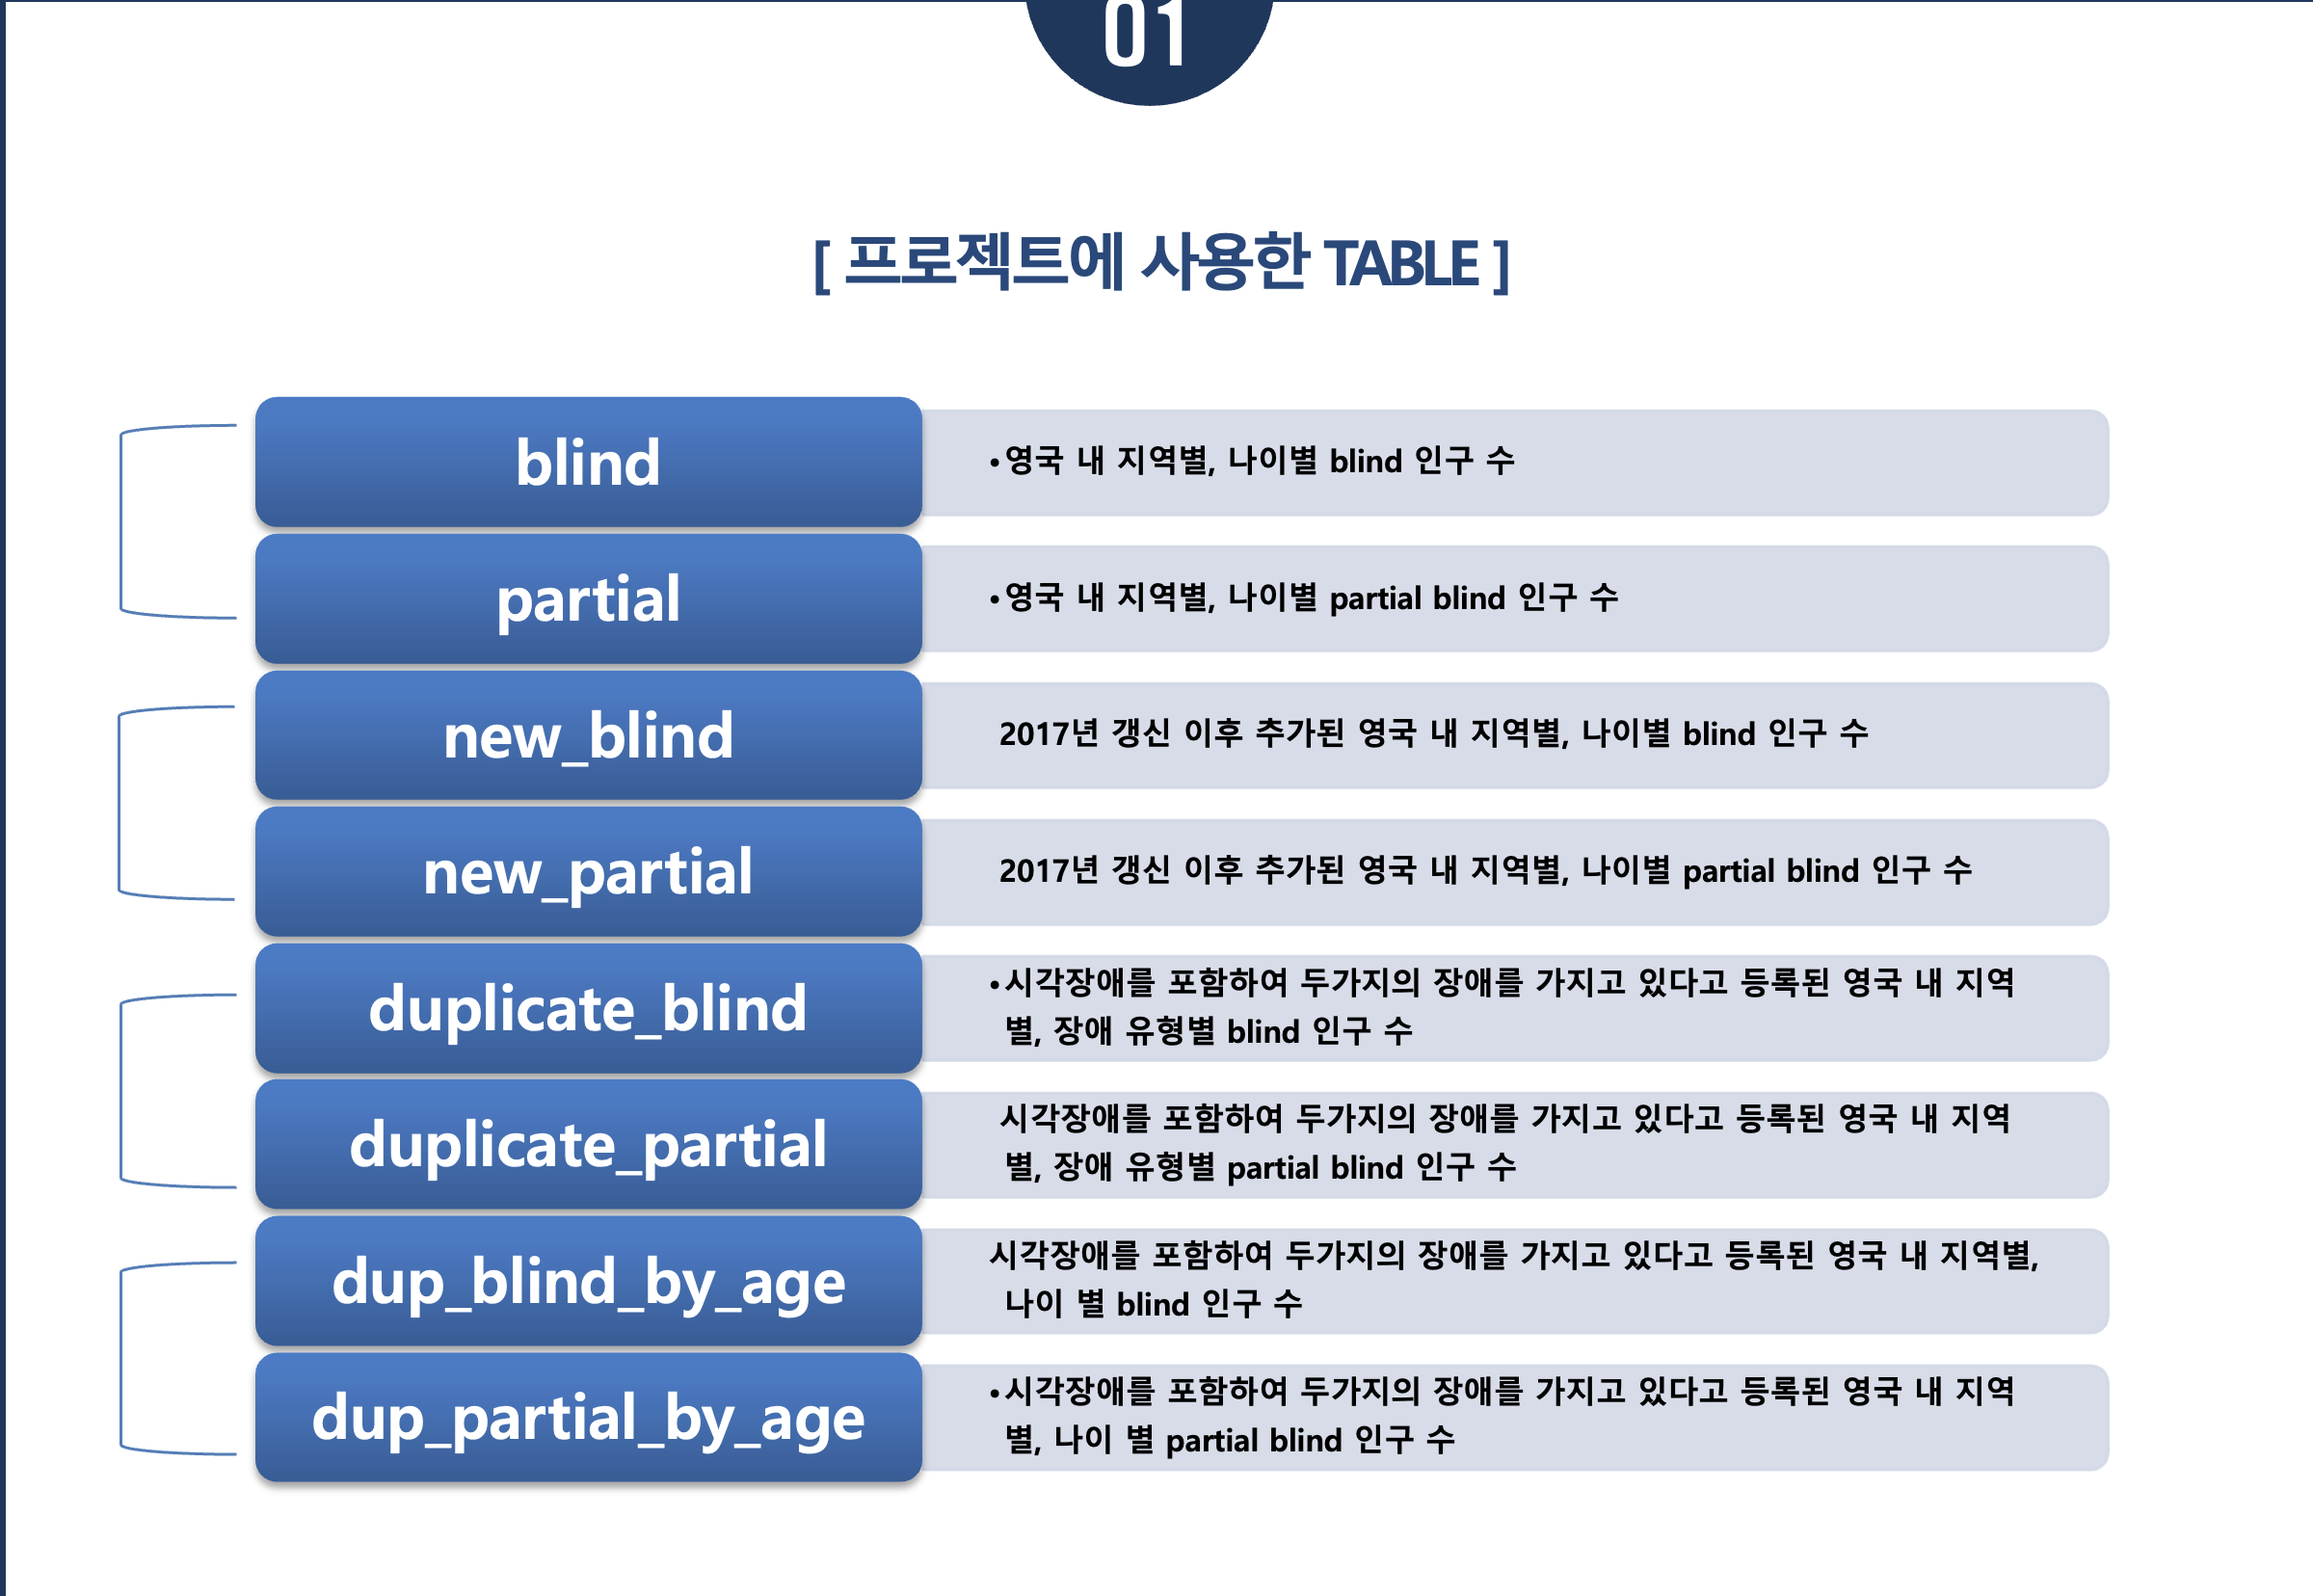 01
[ 프로젝트에 사용한 TABLE ]
blind
•영국 내 지역별, 나이별 blind 인구 수
partial
•영국 내 지역별, 나이별 partial blind 인구 수
new_blind
2017년 갱신 이후 추가된 영국 내 지역별, 나이별 blind 인구 수
new_partial
2017년 갱신 이후 추가된 영국 내 지역별, 나이별 partial blind 인구 수
duplicate_blind
•시각장애를 포함하여 두가지의 장애를 가지고 있다고 등록된 영국 내 지역
별, 장애 유형별 blind 인구 수
duplicate_partial
시각장애를 포함하여 두가지의 장애를 가지고 있다고 등록된 영국 내 지역
별, 장애 유형별 partial blind 인구 수
dup_blind_by_age
시각장애를 포함하여 두가지의 장애를 가지고 있다고 등록된 영국 내 지역별,
나이 별 blind 인구 수
dup_partial_by_age
•시각장애를 포함하여 두가지의 장애를 가지고 있다고 등록된 영국 내 지역
별, 나이 별 partial blind 인구 수